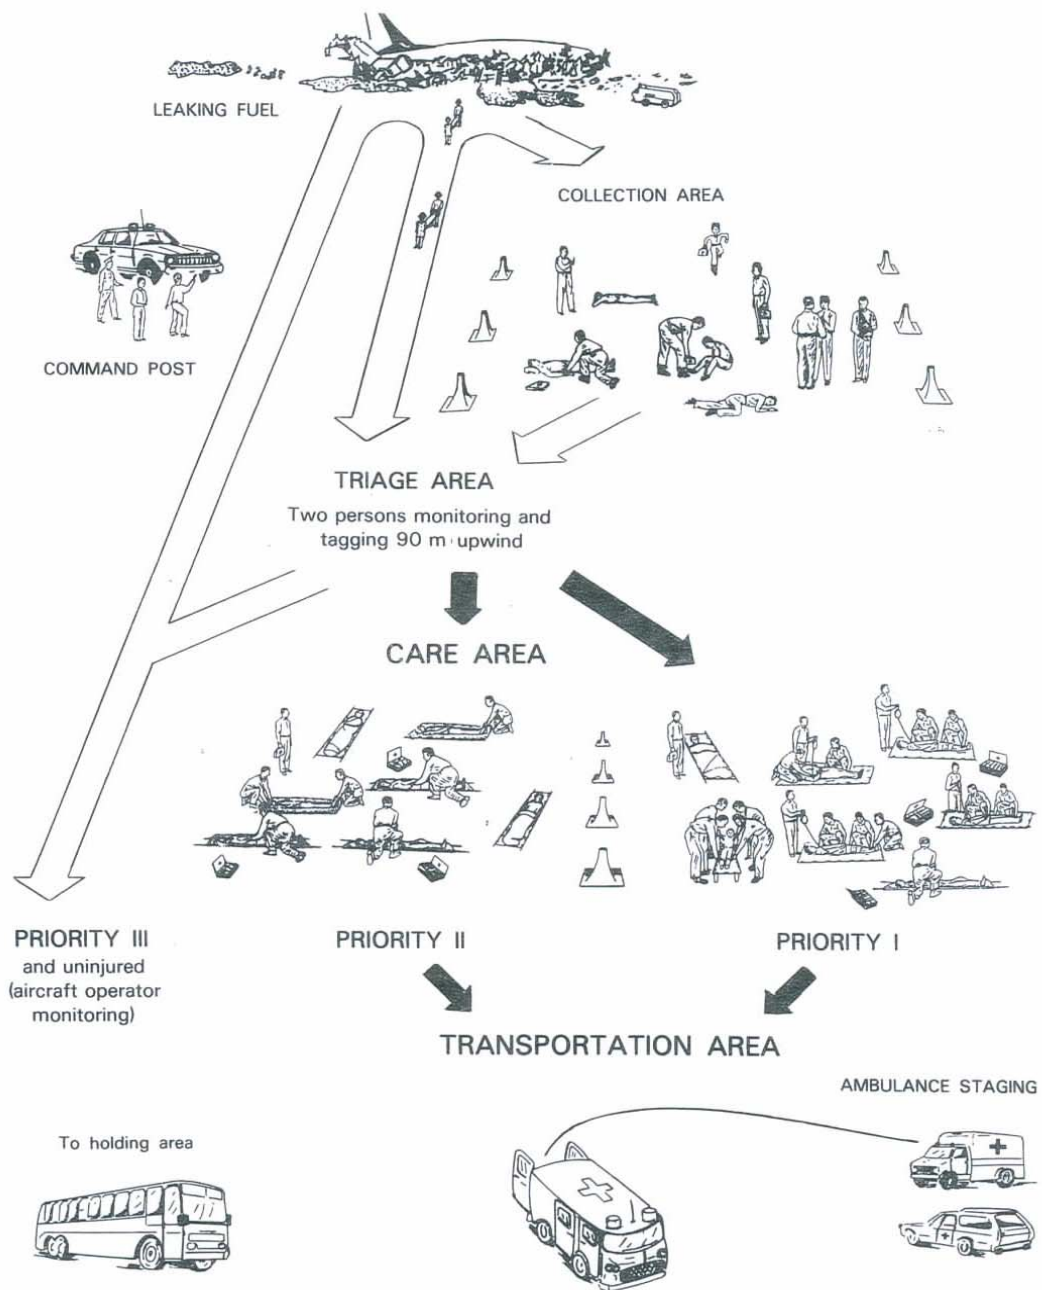 LEAKING FUEL
COLLECTION AREA
COMMAND POST
TRIAGE AREA
Two persons monitoring and
tagging 90 m upwind
CARE AREA
PRIORITY III
and uninjured
(aircraft operator
monitoring)
PRIORITY II
PRIORITY I
TRANSPORTATION AREA
AMBULANCE STAGING
To holding area